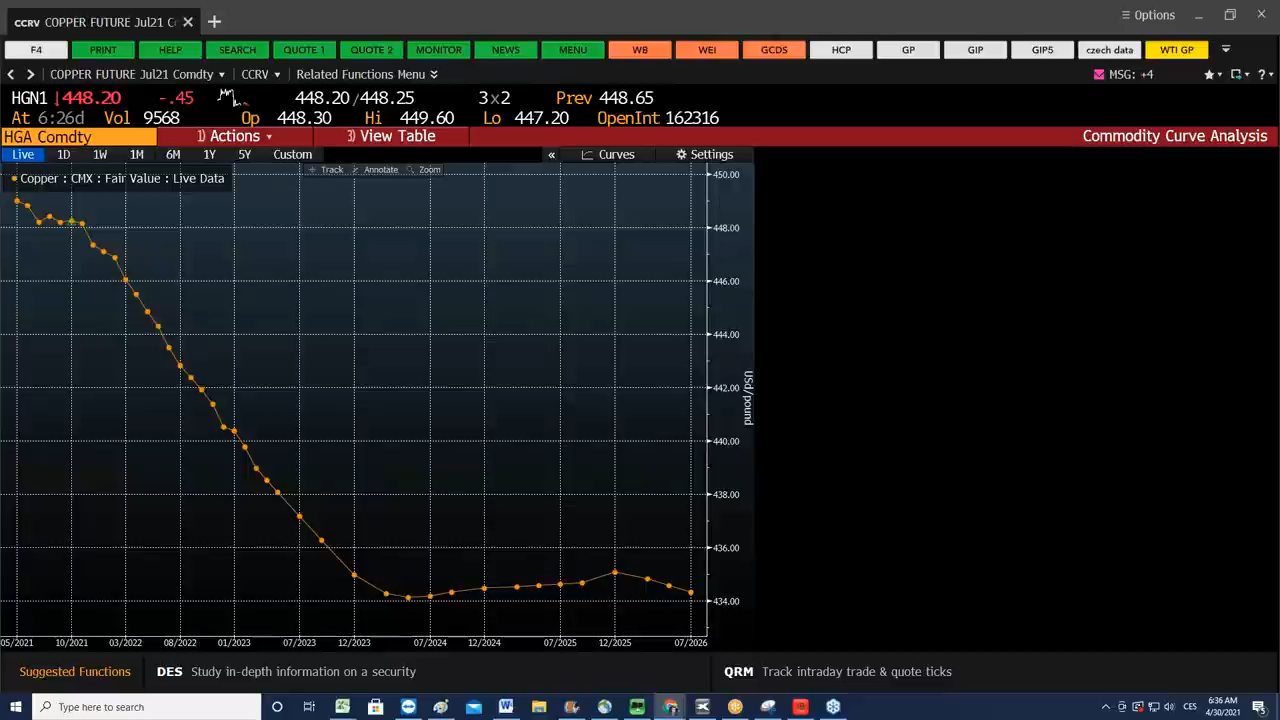 CCRV COPPER FUTURE Jul21 Co
Options
F4 PRINT HELP SEARCH QUOTE 1 QUOTE 2 MONITOR NEWS MENU WB WEI GCDS HCP GP GIP GIP5 czech data WTI GP
COPPER FUTURE Jul21 Comdty CCRV Related Functions Menu MSG: +4
HGN1 448.20 -.45 448.20/448.25 3x2 Prev 448.65
At 6:26d Vol 9568 Op 448.30 Hi 449.60 Lo 447.20 OpenInt 162316
HGA Comdty 1) Actions 3) View Table Commodity Curve Analysis
Live 1D 1W 1M 6M 1Y 5Y Custom « Curves Settings
Track Annotate Zoom
Copper : CMX : Fair Value : Live Data
450.00
448.00
446.00
444.00
442.00
440.00
438.00
436.00
434.00
USd/pound
05/2021 10/2021 03/2022 08/2022 01/2023 07/2023 12/2023 07/2024 12/2024 07/2025 12/2025 07/2026
Suggested Functions DES Study in-depth information on a security QRM Track intraday trade & quote ticks
Type here to search
CES
6:36 AM
4/30/2021